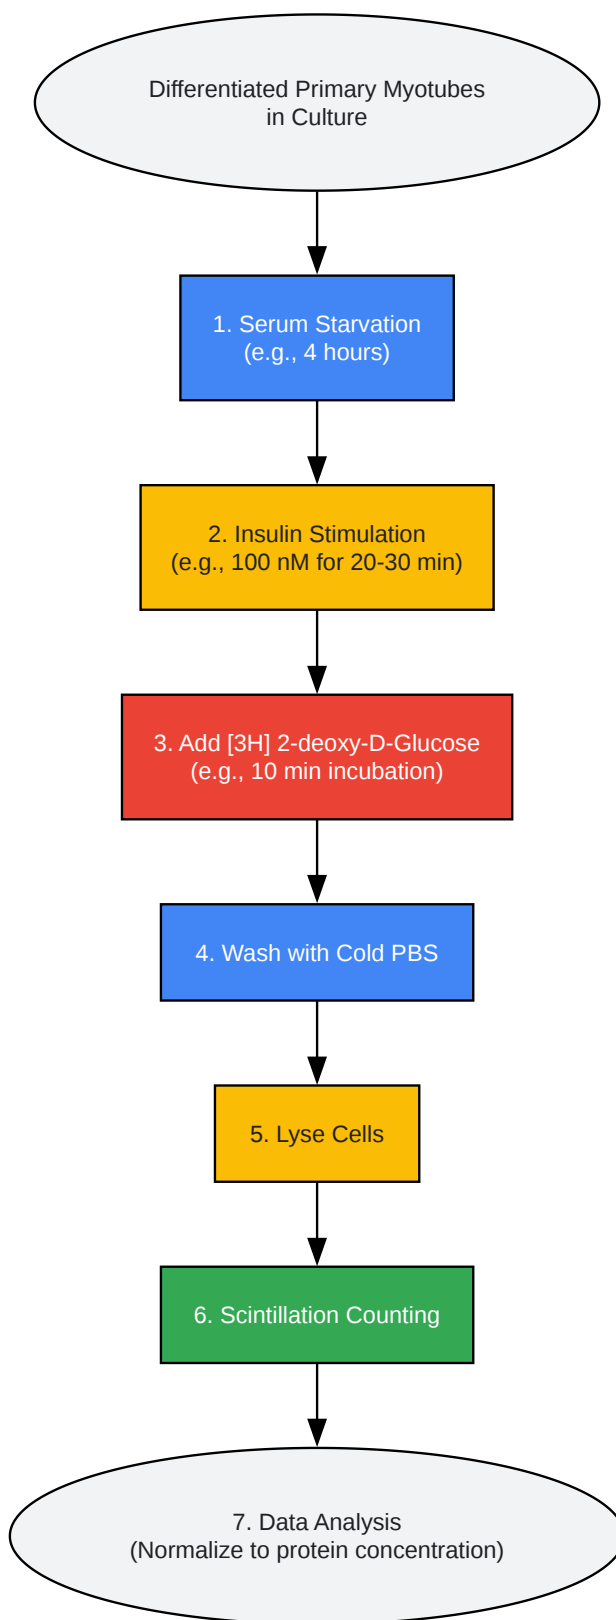 Differentiated Primary Myotubes
in Culture
1. Serum Starvation
(e.g., 4 hours)
2. Insulin Stimulation
(e.g., 100 nM for 20-30 min)
3. Add [3H] 2-deoxy-D-Glucose
(e.g., 10 min incubation)
4. Wash with Cold PBS
5. Lyse Cells
6. Scintillation Counting
7. Data Analysis
(Normalize to protein concentration)